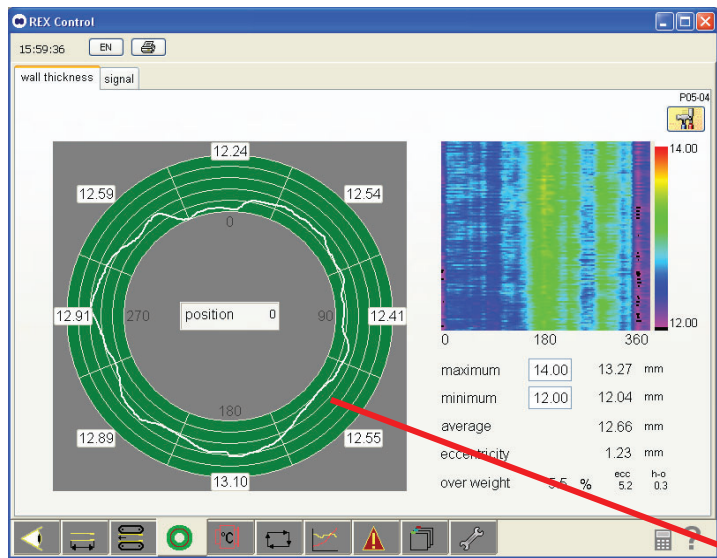 REX Control
15:59:36 EN
wall thickness signal
P05-04
12.24
12.59 12.54
0
12.91 270 position 0 90 12.41
180
12.89 12.55
13.10
14.00
12.00
0 180 360
maximum 14.00 13.27 mm
minimum 12.00 12.04 mm
average 12.66 mm
eccentricity 1.23 mm
ecc h-o
over weight 5.5 % 5.2 0.3
°C
?